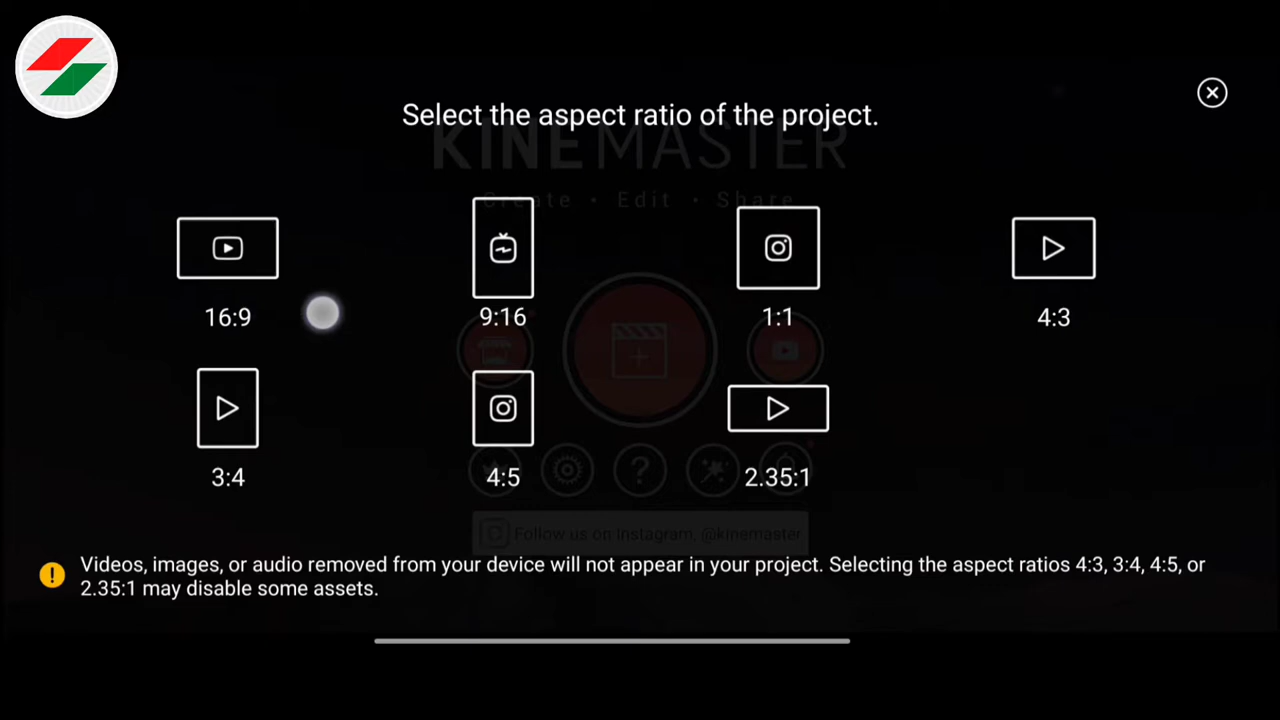 Select the aspect ratio of the project.
KINEMASTER
Create • Edit • Share
16:9
9:16
1:1
4:3
3:4
4:5
2.35:1
Follow us on Instagram, @kinemaster
Videos, images, or audio removed from your device will not appear in your project. Selecting the aspect ratios 4:3, 3:4, 4:5, or
2.35:1 may disable some assets.